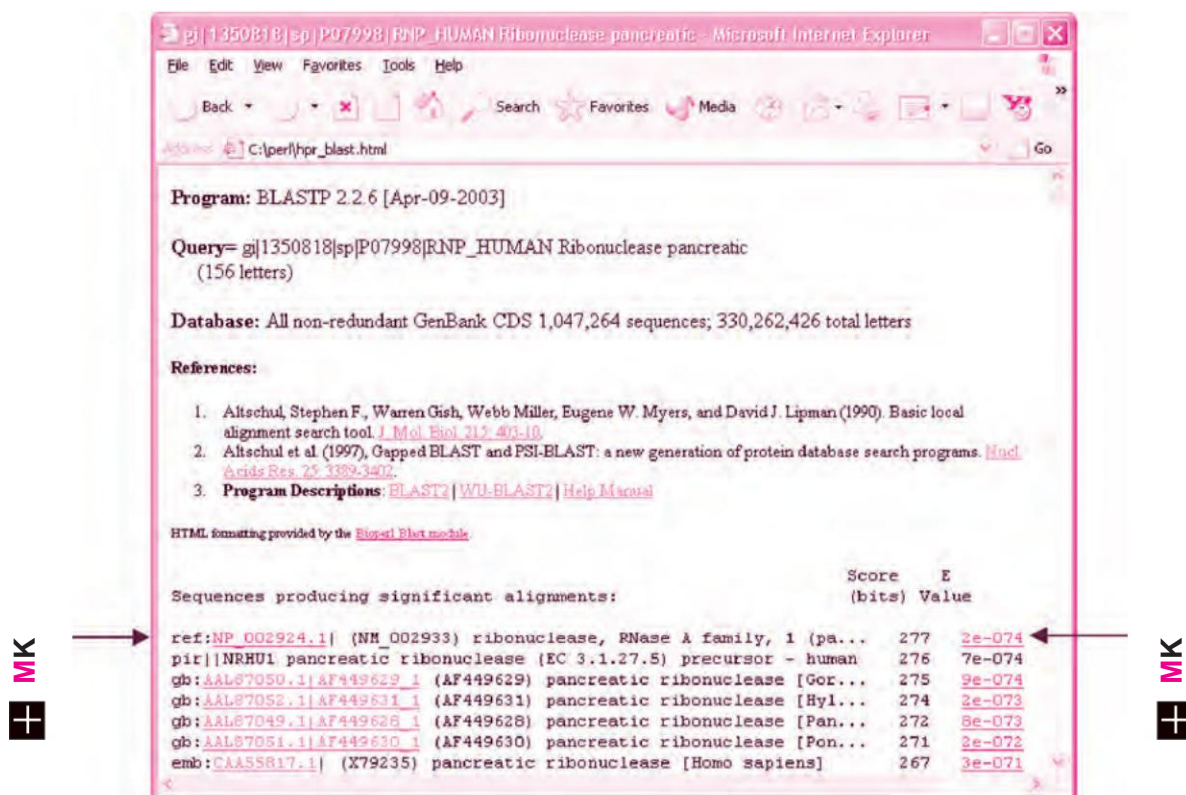 gi|1350818|sp|P07998|RNP_HUMAN Ribonuclease pancreatic - Microsoft Internet Explorer
File Edit View Favorites Tools Help
Back Search Favorites Media »
Address C:\perl\hpr_blast.html Go
Program: BLASTP 2.2.6 [Apr-09-2003]
Query= gi|1350818|sp|P07998|RNP_HUMAN Ribonuclease pancreatic
(156 letters)
Database: All non-redundant GenBank CDS 1,047,264 sequences; 330,262,426 total letters
References:
1. Altschul, Stephen F., Warren Gish, Webb Miller, Eugene W. Myers, and David J. Lipman (1990). Basic local
alignment search tool. J. Mol. Biol. 215: 403-10.
2. Altschul et al. (1997), Gapped BLAST and PSI-BLAST: a new generation of protein database search programs. Nucl.
Acids Res. 25: 3389-3402.
3. Program Descriptions: BLAST2 | WU-BLAST2 | Help Manual
HTML formatting provided by the Bioperl Blast module.
Score E
Sequences producing significant alignments: (bits) Value
ref:NP_002924.1| (NM_002933) ribonuclease, RNase A family, 1 (pa... 277 2e-074
pir||NRHU1 pancreatic ribonuclease (EC 3.1.27.5) precursor - human 276 7e-074
gb:AAL87050.1|AF449629_1 (AF449629) pancreatic ribonuclease [Gor... 275 9e-074
gb:AAL87052.1|AF449631_1 (AF449631) pancreatic ribonuclease [Hyl... 274 2e-073
gb:AAL87049.1|AF449628_1 (AF449628) pancreatic ribonuclease [Pan... 272 8e-073
gb:AAL87051.1|AF449630_1 (AF449630) pancreatic ribonuclease [Pon... 271 2e-072
emb:CAA55817.1| (X79235) pancreatic ribonuclease [Homo sapiens] 267 3e-071
MK
MK